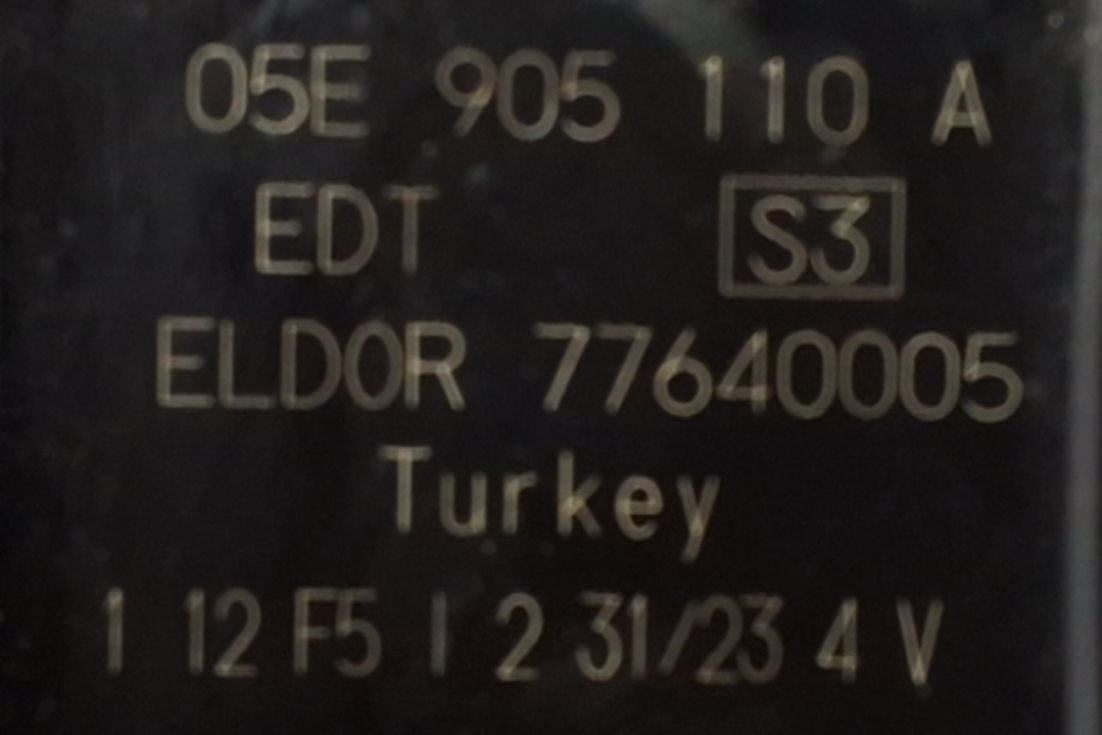 05E 905 110 A
EDT S3
ELDOR 77640005
Turkey
1 12 F5 I 2 31/23 4 V